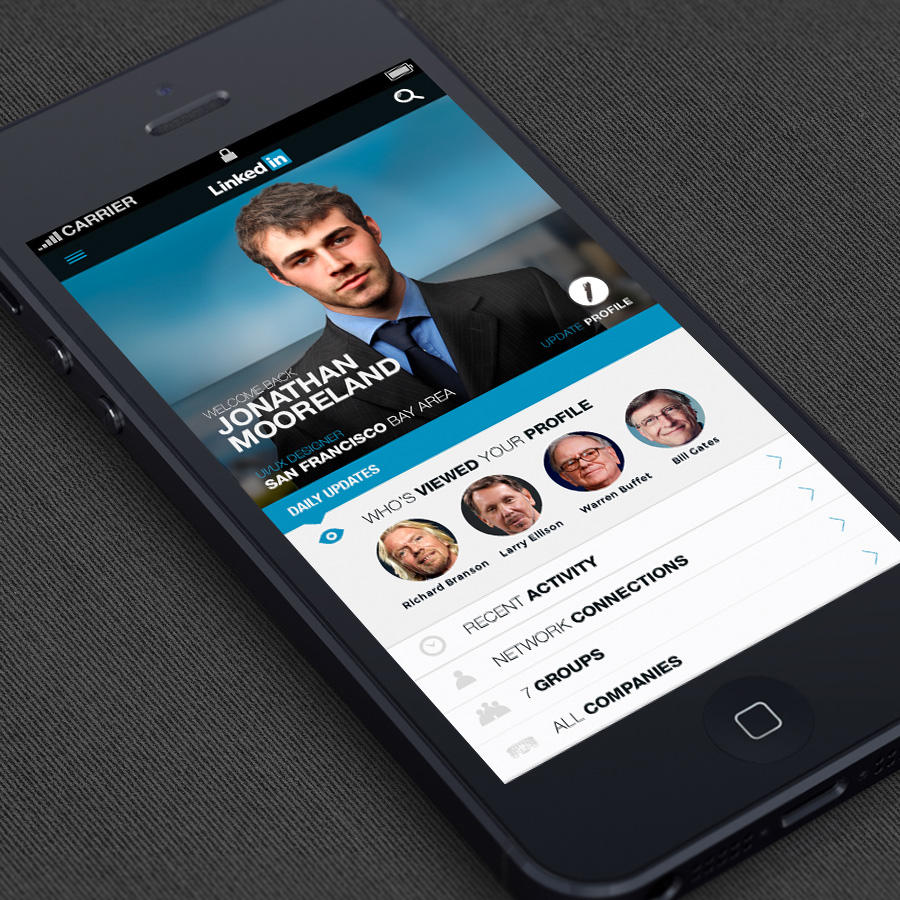 CARRIER
Linked in
WELCOME BACK
JONATHAN
MOORELAND
UI/UX DESIGNER
SAN FRANCISCO BAY AREA
UPDATE PROFILE
DAILY UPDATES
WHO'S VIEWED YOUR PROFILE
Richard Branson
Larry Ellison
Warren Buffet
Bill Gates
RECENT ACTIVITY
NETWORK CONNECTIONS
7 GROUPS
ALL COMPANIES